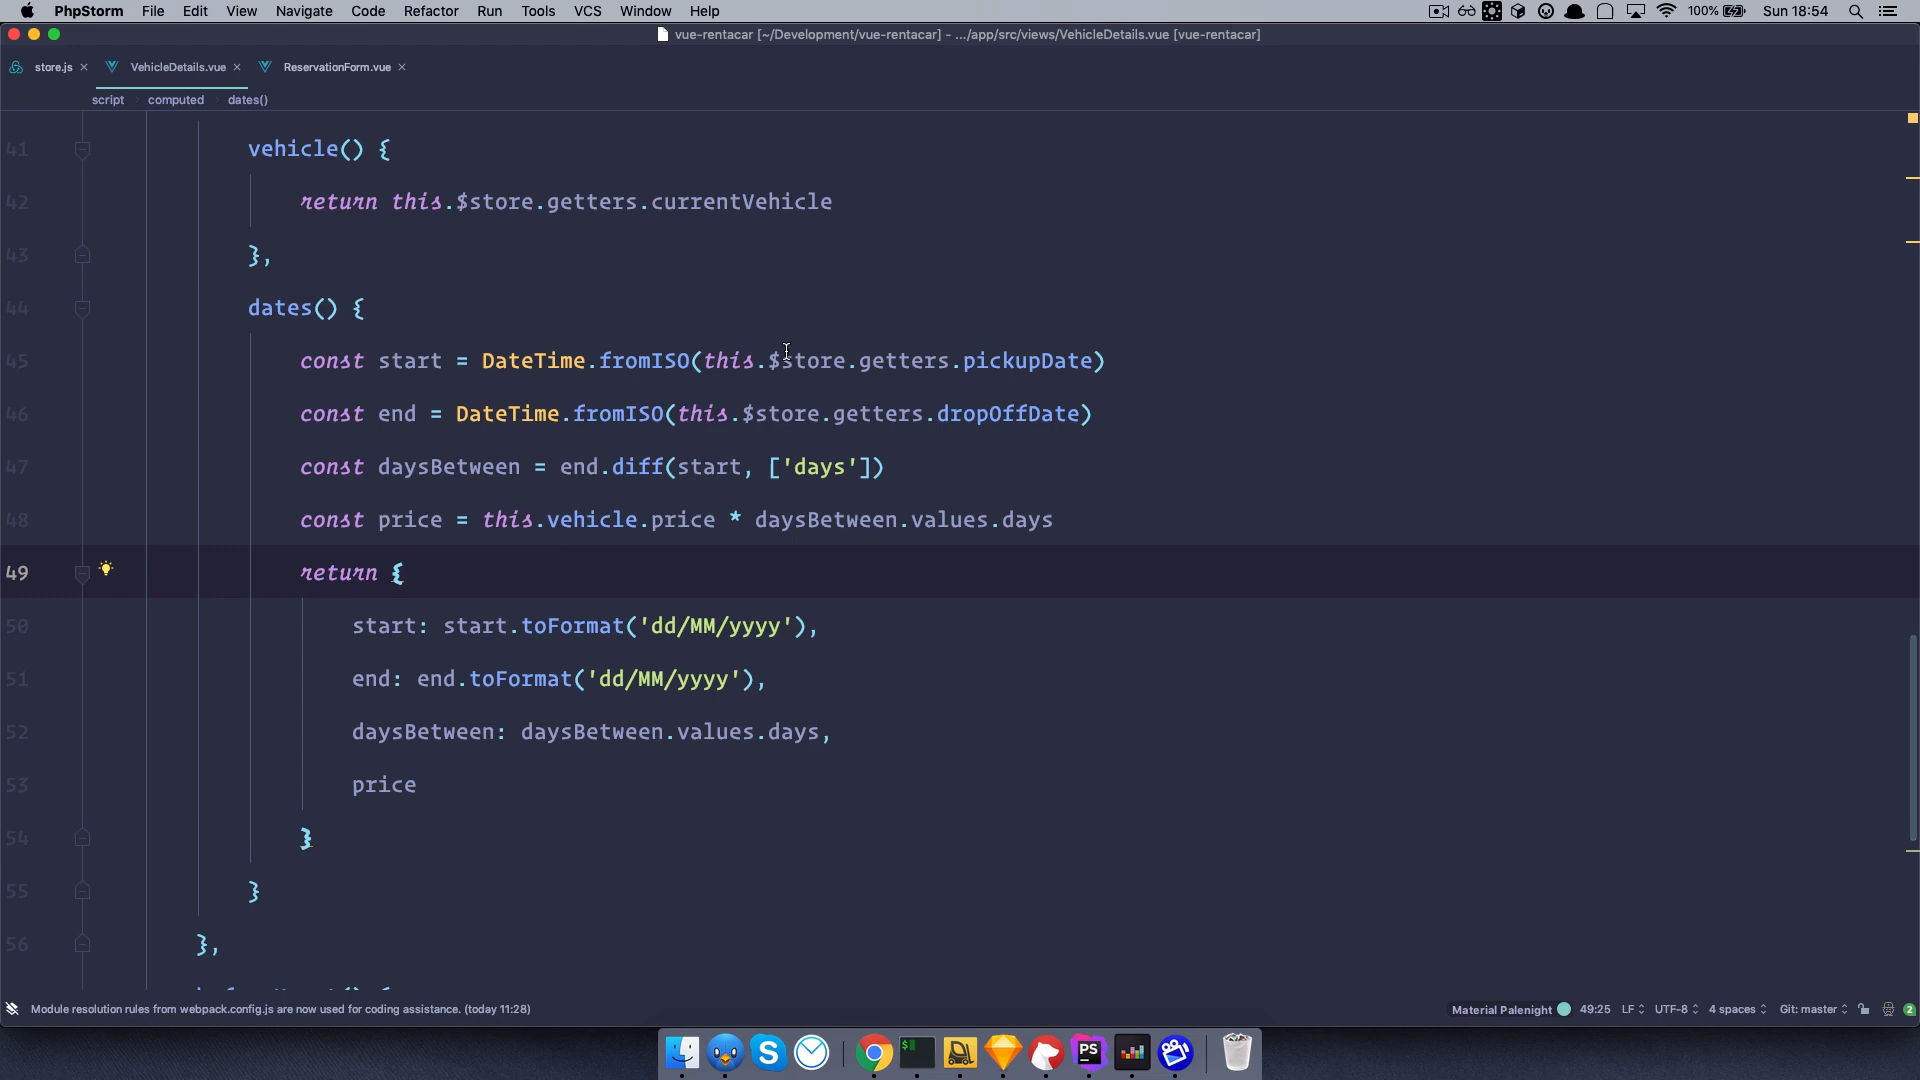 PhpStorm File Edit View Navigate Code Refactor Run Tools VCS Window Help 100% Sun 18:54
vue-rentacar [~/Development/vue-rentacar] - .../app/src/views/VehicleDetails.vue [vue-rentacar]
store.js VehicleDetails.vue ReservationForm.vue
script computed dates()
41 vehicle() {
42 return this.$store.getters.currentVehicle
43 },
44 dates() {
45 const start = DateTime.fromISO(this.$store.getters.pickupDate)
46 const end = DateTime.fromISO(this.$store.getters.dropOffDate)
47 const daysBetween = end.diff(start, ['days'])
48 const price = this.vehicle.price * daysBetween.values.days
49 return {
50 start: start.toFormat('dd/MM/yyyy'),
51 end: end.toFormat('dd/MM/yyyy'),
52 daysBetween: daysBetween.values.days,
53 price
54 }
55 }
56 },
Module resolution rules from webpack.config.js are now used for coding assistance. (today 11:28) Material Palenight 49:25 LF UTF-8 4 spaces Git: master 2
$ S PS